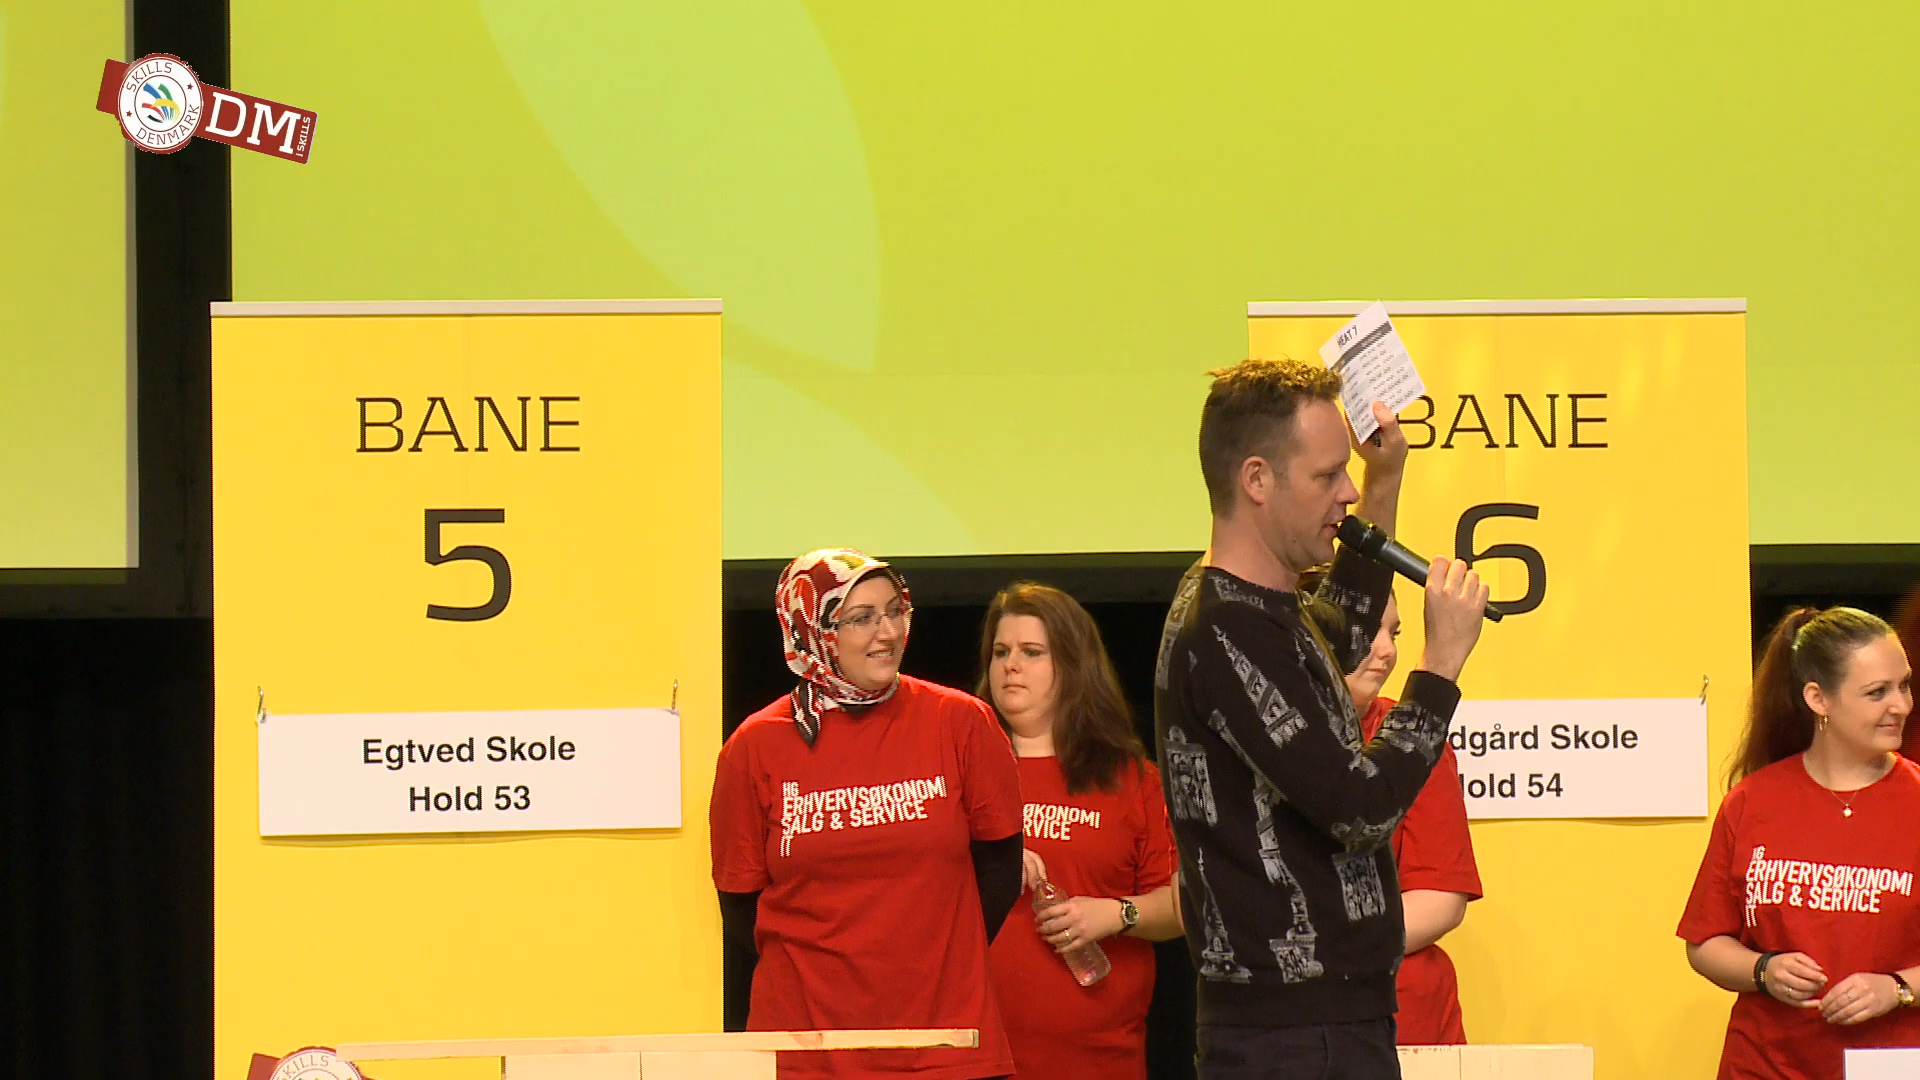 SKILLS
DENMARK
DM
I SKILLS
HEAT 7
BANE
5
Egtved Skole
Hold 53
BANE
6
dgård Skole
old 54
HG
ERHVERVSØKONOMI
SALG & SERVICE
IT
ØKONOMI
RVICE
HG
ERHVERVSØKONOMI
SALG & SERVICE
IT
SKILLS